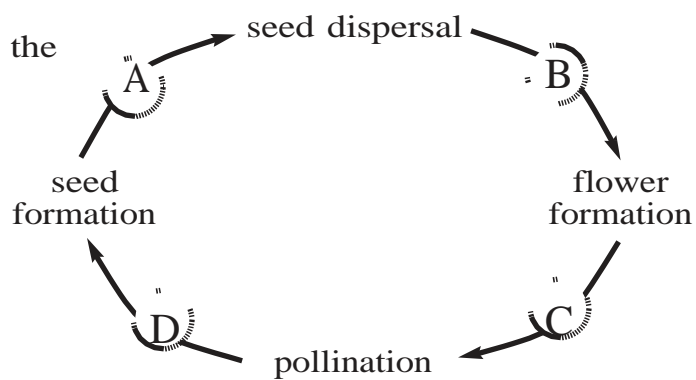 the
seed dispersal
A
B
seed
formation
flower
formation
D
C
pollination